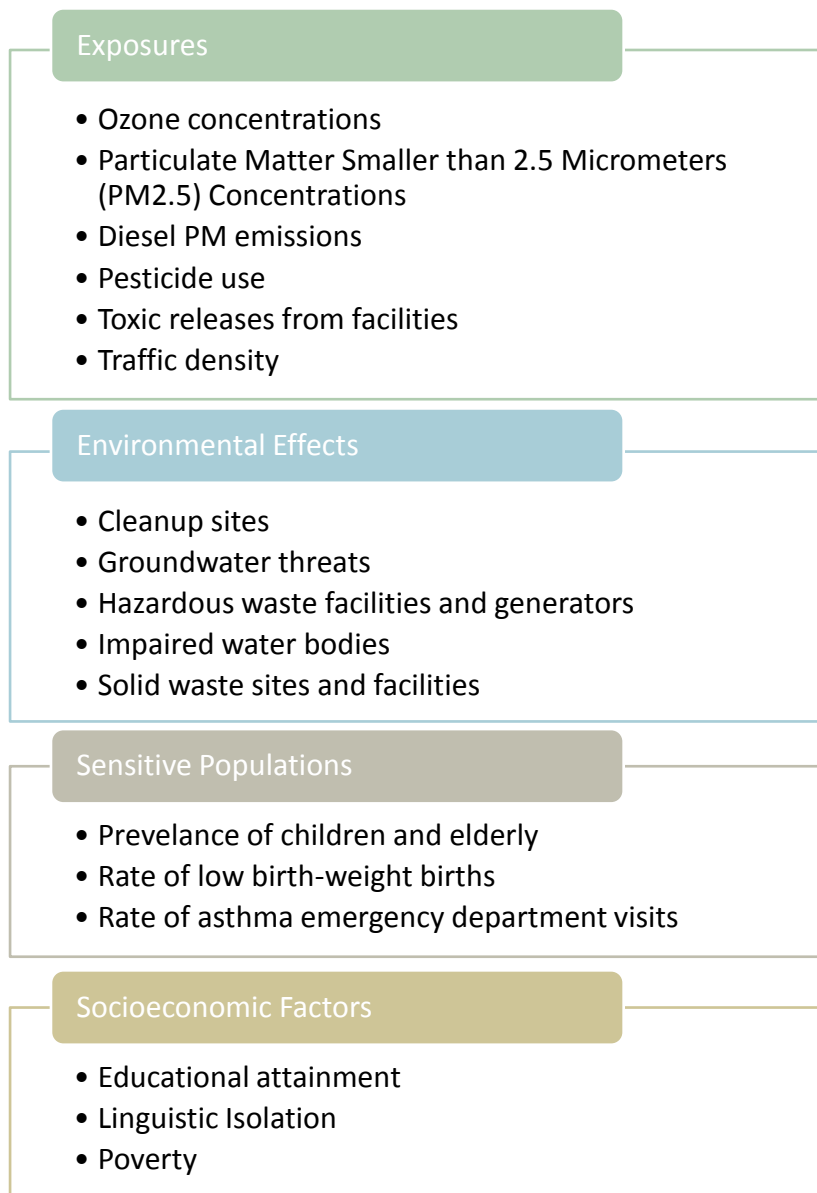 Exposures
• Ozone concentrations
• Particulate Matter Smaller than 2.5 Micrometers
(PM2.5) Concentrations
• Diesel PM emissions
• Pesticide use
• Toxic releases from facilities
• Traffic density
Environmental Effects
• Cleanup sites
• Groundwater threats
• Hazardous waste facilities and generators
• Impaired water bodies
• Solid waste sites and facilities
Sensitive Populations
• Prevelance of children and elderly
• Rate of low birth-weight births
• Rate of asthma emergency department visits
Socioeconomic Factors
• Educational attainment
• Linguistic Isolation
• Poverty